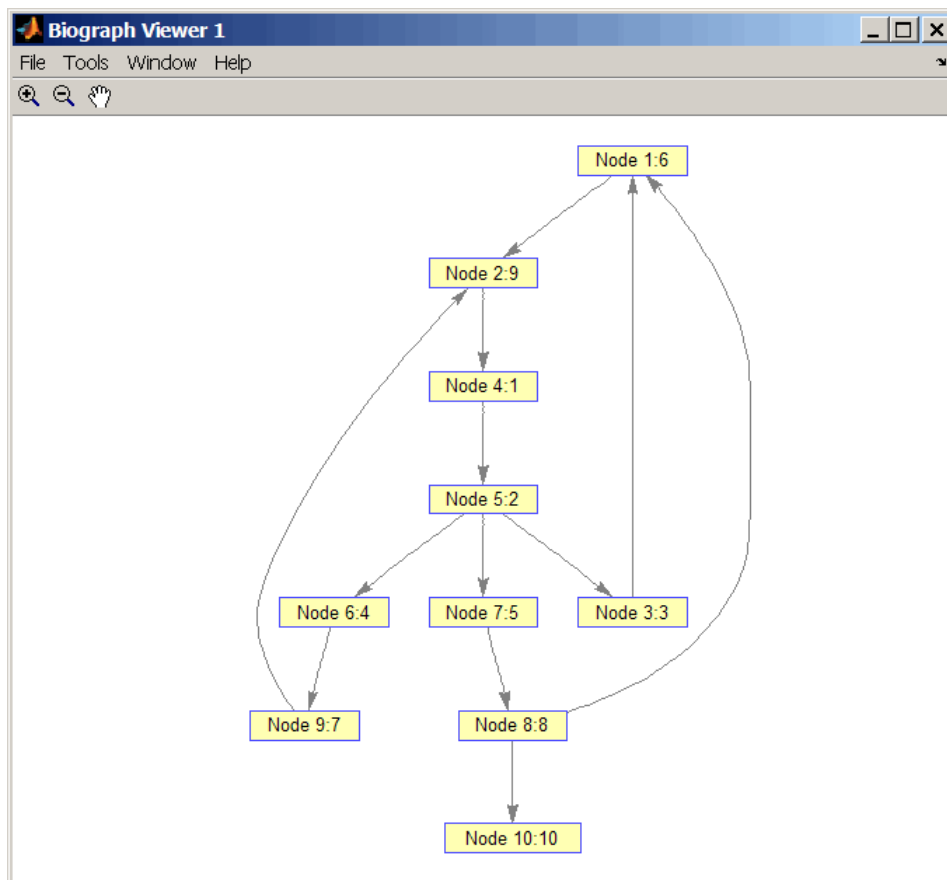 Biograph Viewer 1
File Tools Window Help
Node 1:6
Node 2:9
Node 4:1
Node 5:2
Node 6:4 Node 7:5 Node 3:3
Node 9:7 Node 8:8
Node 10:10